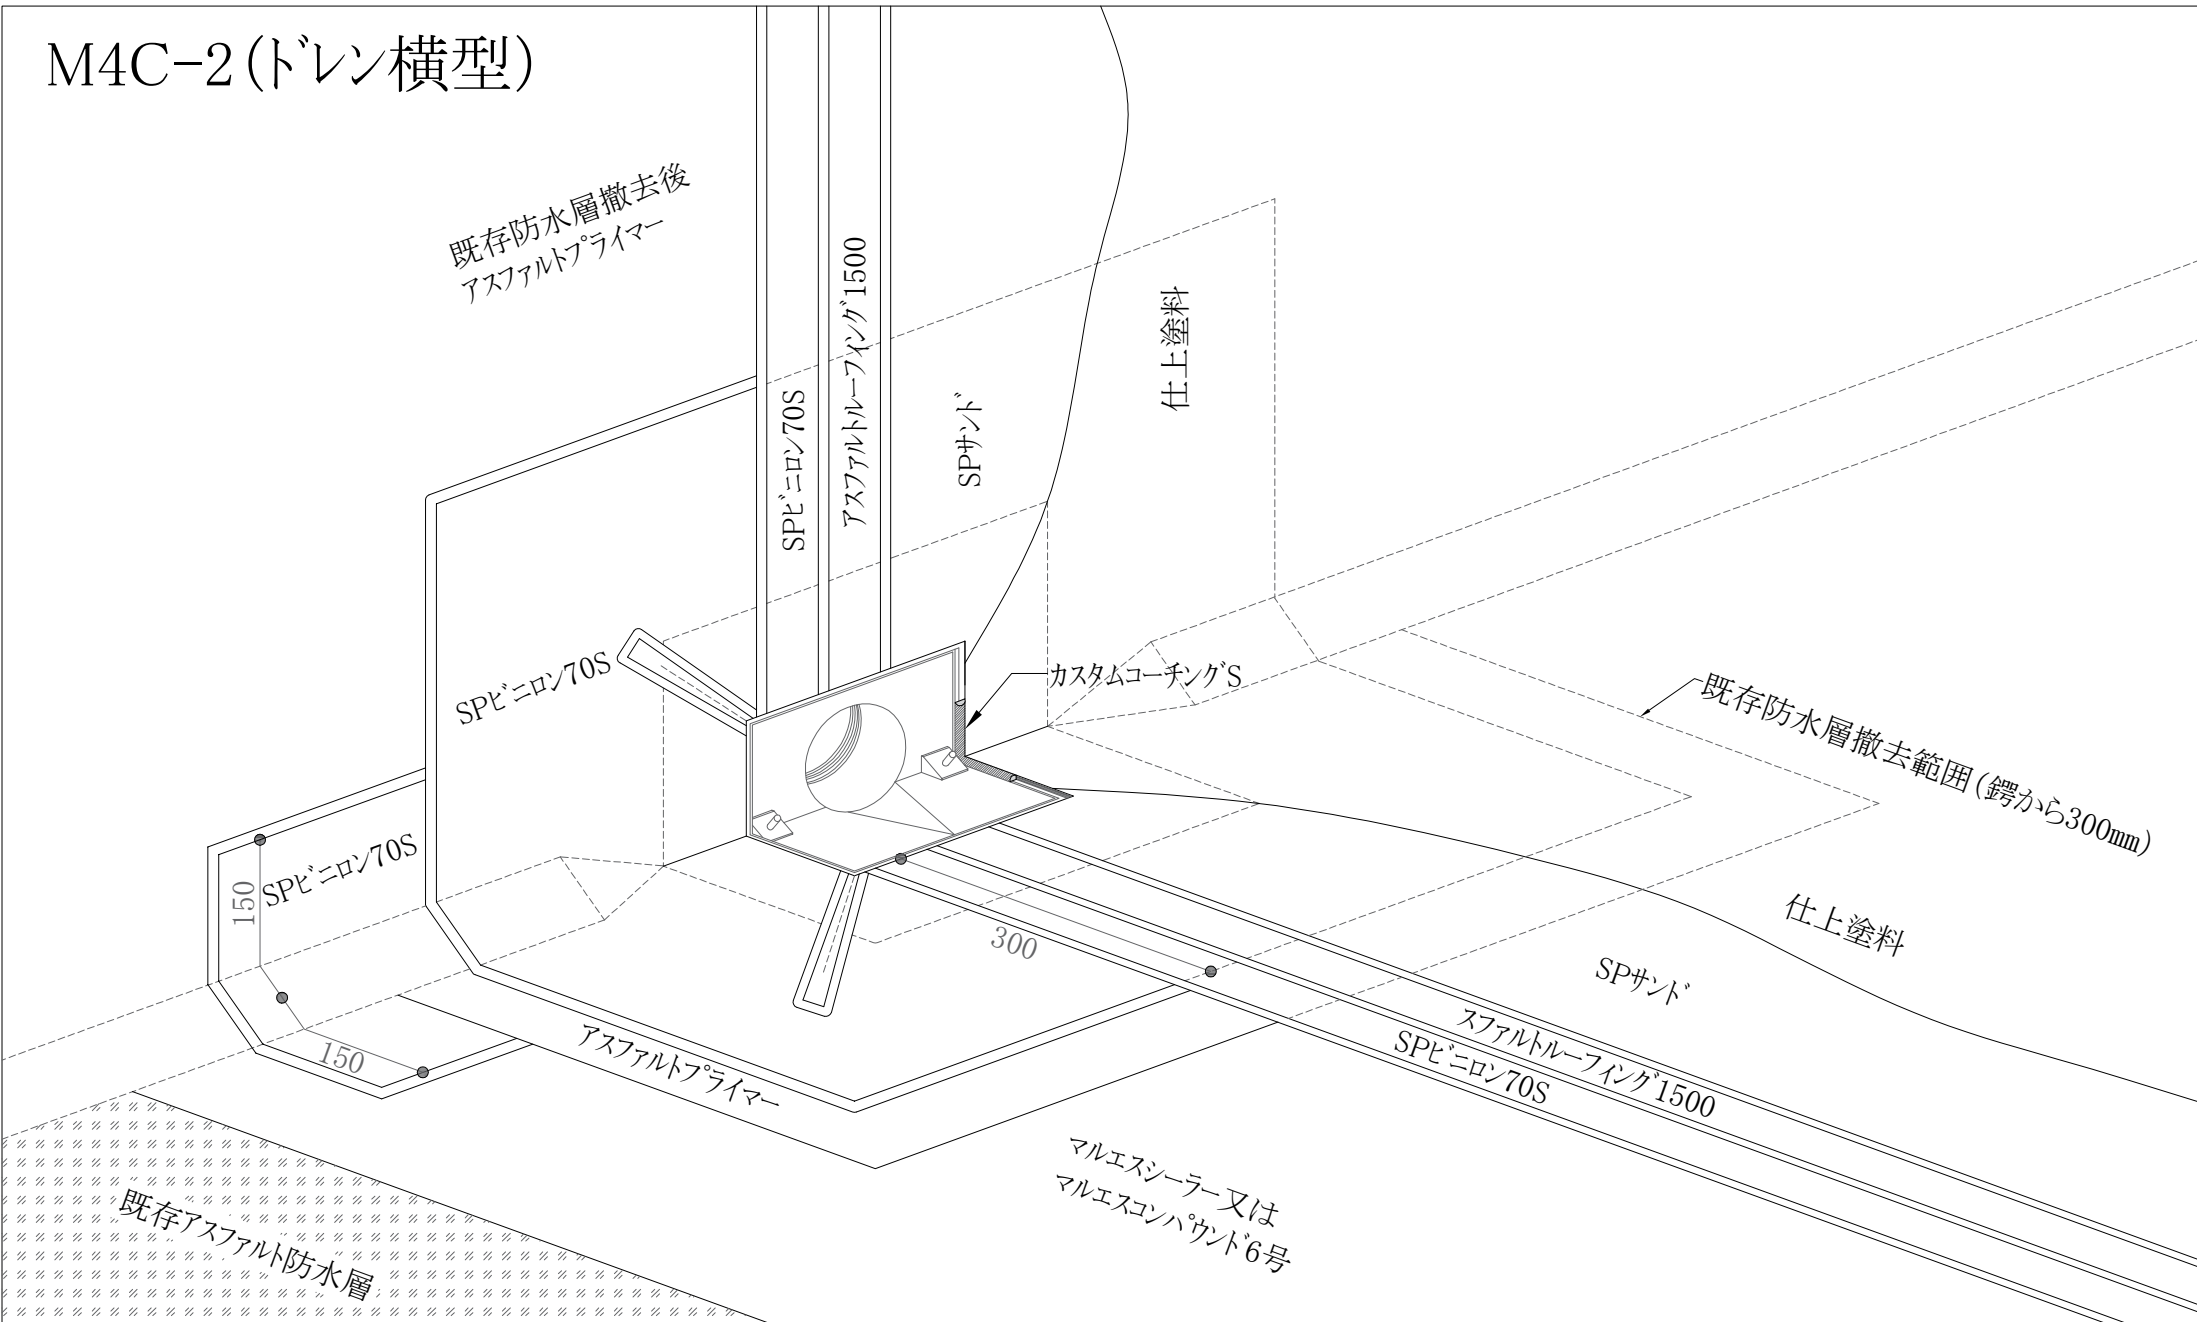 M4C-2(ドレン横型)
既存防水層撤去後
アスファルトプライマー
SPビニロン70S
アスファルトルーフィング1500
SPサンド
仕上塗料
SPビニロン70S
カスタムコーチングS
既存防水層撤去範囲(鍔から300㎜)
SPビニロン70S
150
150
300
仕上塗料
SPサンド
スファルトルーフィング1500
SPビニロン70S
アスファルトプライマー
マルエスシーラー又は
マルエスコンパウンド6号
既存アスファルト防水層